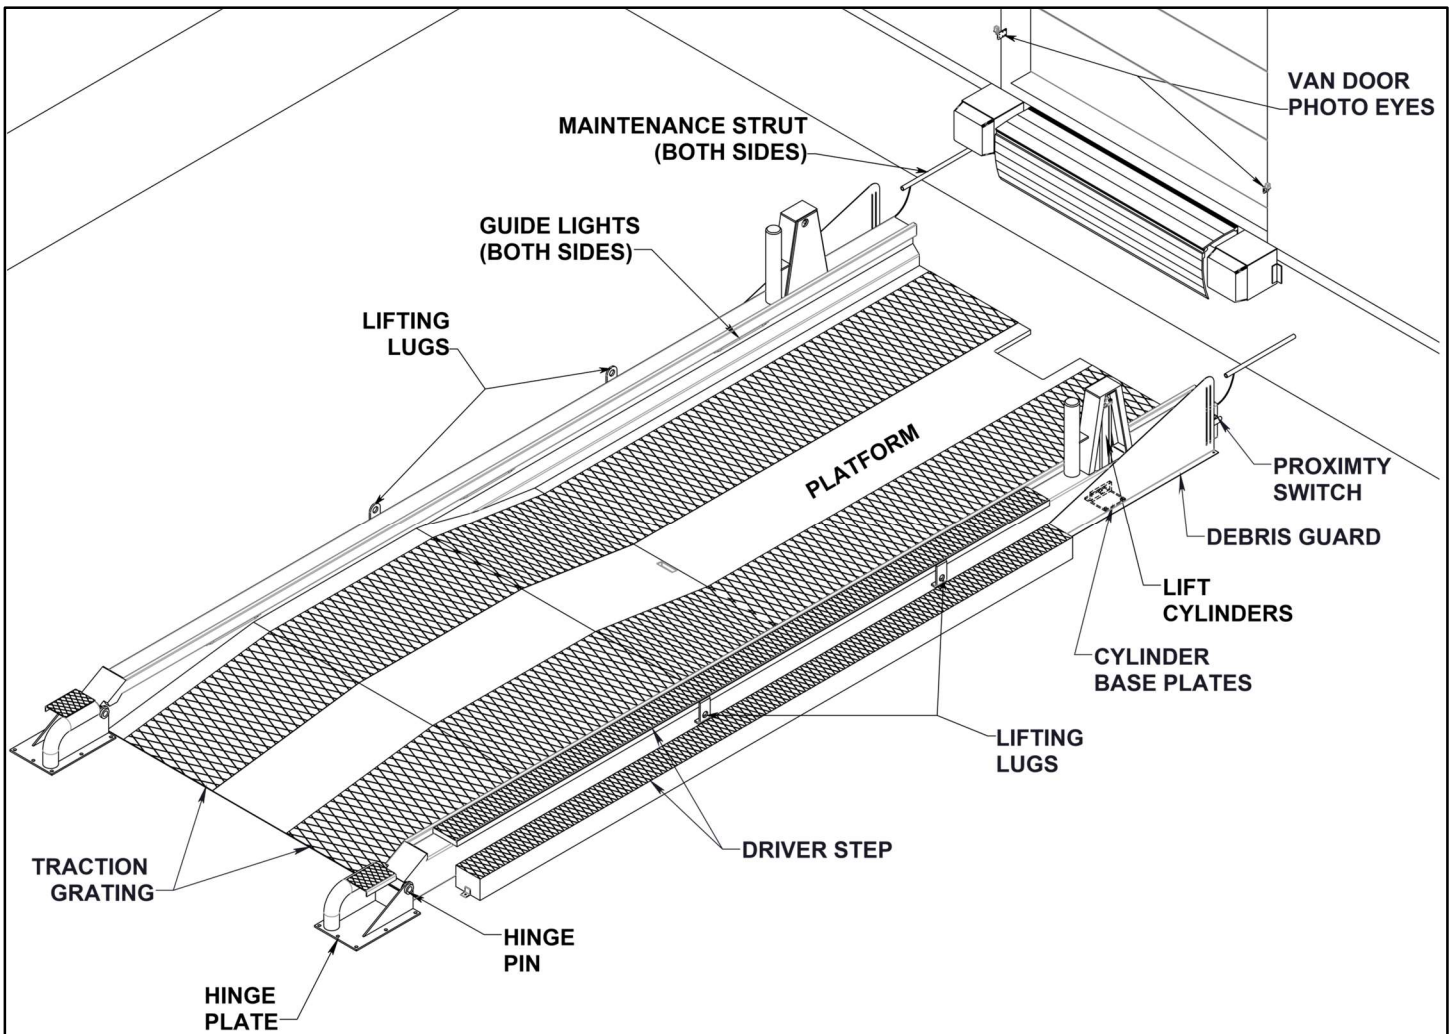 VAN DOOR
PHOTO EYES
MAINTENANCE STRUT
(BOTH SIDES)
GUIDE LIGHTS
(BOTH SIDES)
LIFTING
LUGS
PLATFORM
PROXIMTY
SWITCH
DEBRIS GUARD
LIFT
CYLINDERS
CYLINDER
BASE PLATES
LIFTING
LUGS
DRIVER STEP
TRACTION
GRATING
HINGE
PIN
HINGE
PLATE